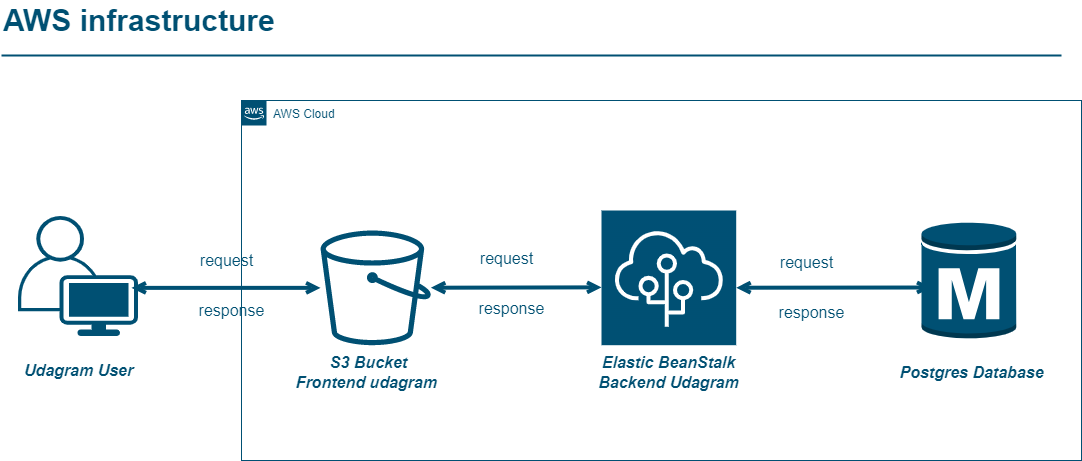 AWS infrastructure
aws
AWS Cloud
request
response
request
response
request
response
M
Udagram User
S3 Bucket
Frontend udagram
Elastic BeanStalk
Backend Udagram
Postgres Database